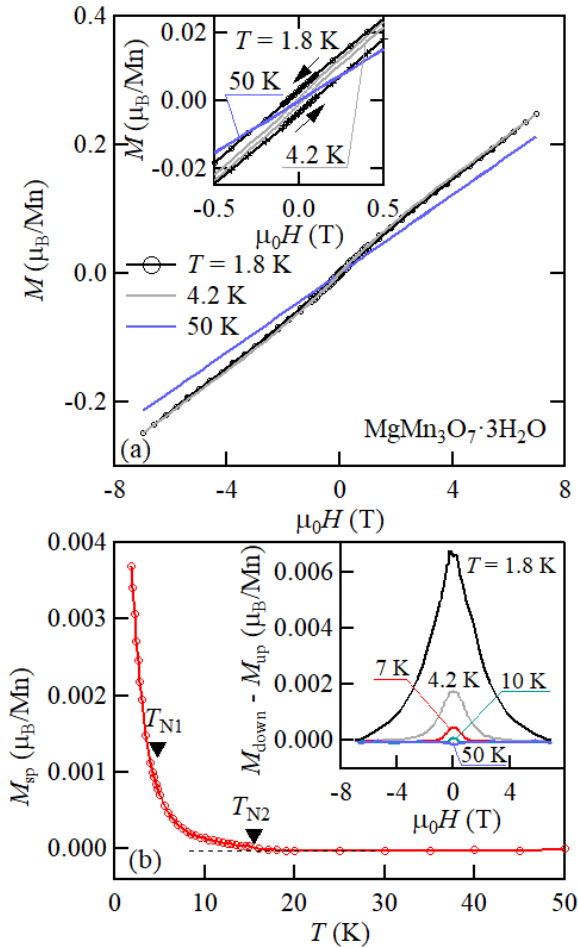 0.4
0.2
0.0
-0.2
M (μB/Mn)
0.02
0.00
-0.02
M (μB/Mn)
T = 1.8 K
50 K
4.2 K
-0.5 0.0 0.5
μ0H (T)
T = 1.8 K
4.2 K
50 K
(a)
MgMn3O7·3H2O
-8 -4 0 4 8
μ0H (T)
0.004
0.003
0.002
0.001
0.000
Msp (μB/Mn)
TN1
TN2
0.006
0.004
0.002
0.000
Mdown - Mup (μB/Mn)
T = 1.8 K
7 K 4.2 K 10 K
50 K
-8 -4 0 4
μ0H (T)
(b)
0 10 20 30 40 50
T (K)